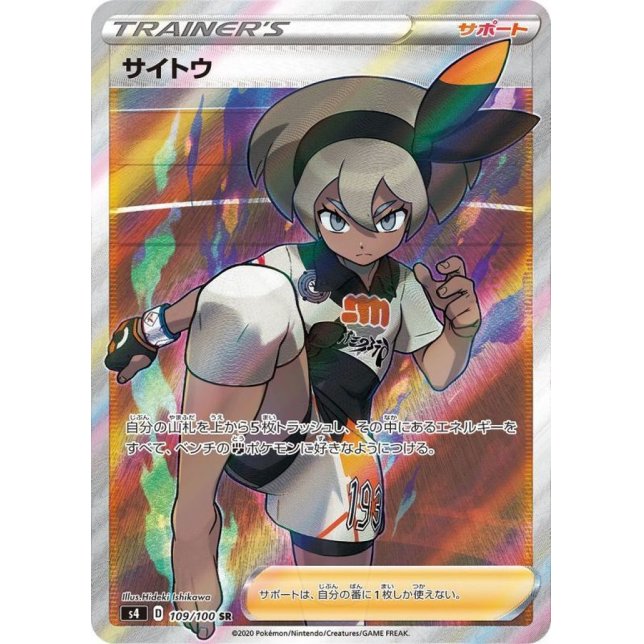 TRAINER'S
サポート
サイトウ
自分の山札を上から5枚トラッシュし、その中にあるエネルギーを
すべて、ベンチのポケモンに好きなようにつける。
193
サポートは、自分の番に1枚しか使えない。
Illus.Hideki Ishikawa
s4 D 109/100 SR
©2020 Pokémon/Nintendo/Creatures/GAME FREAK.